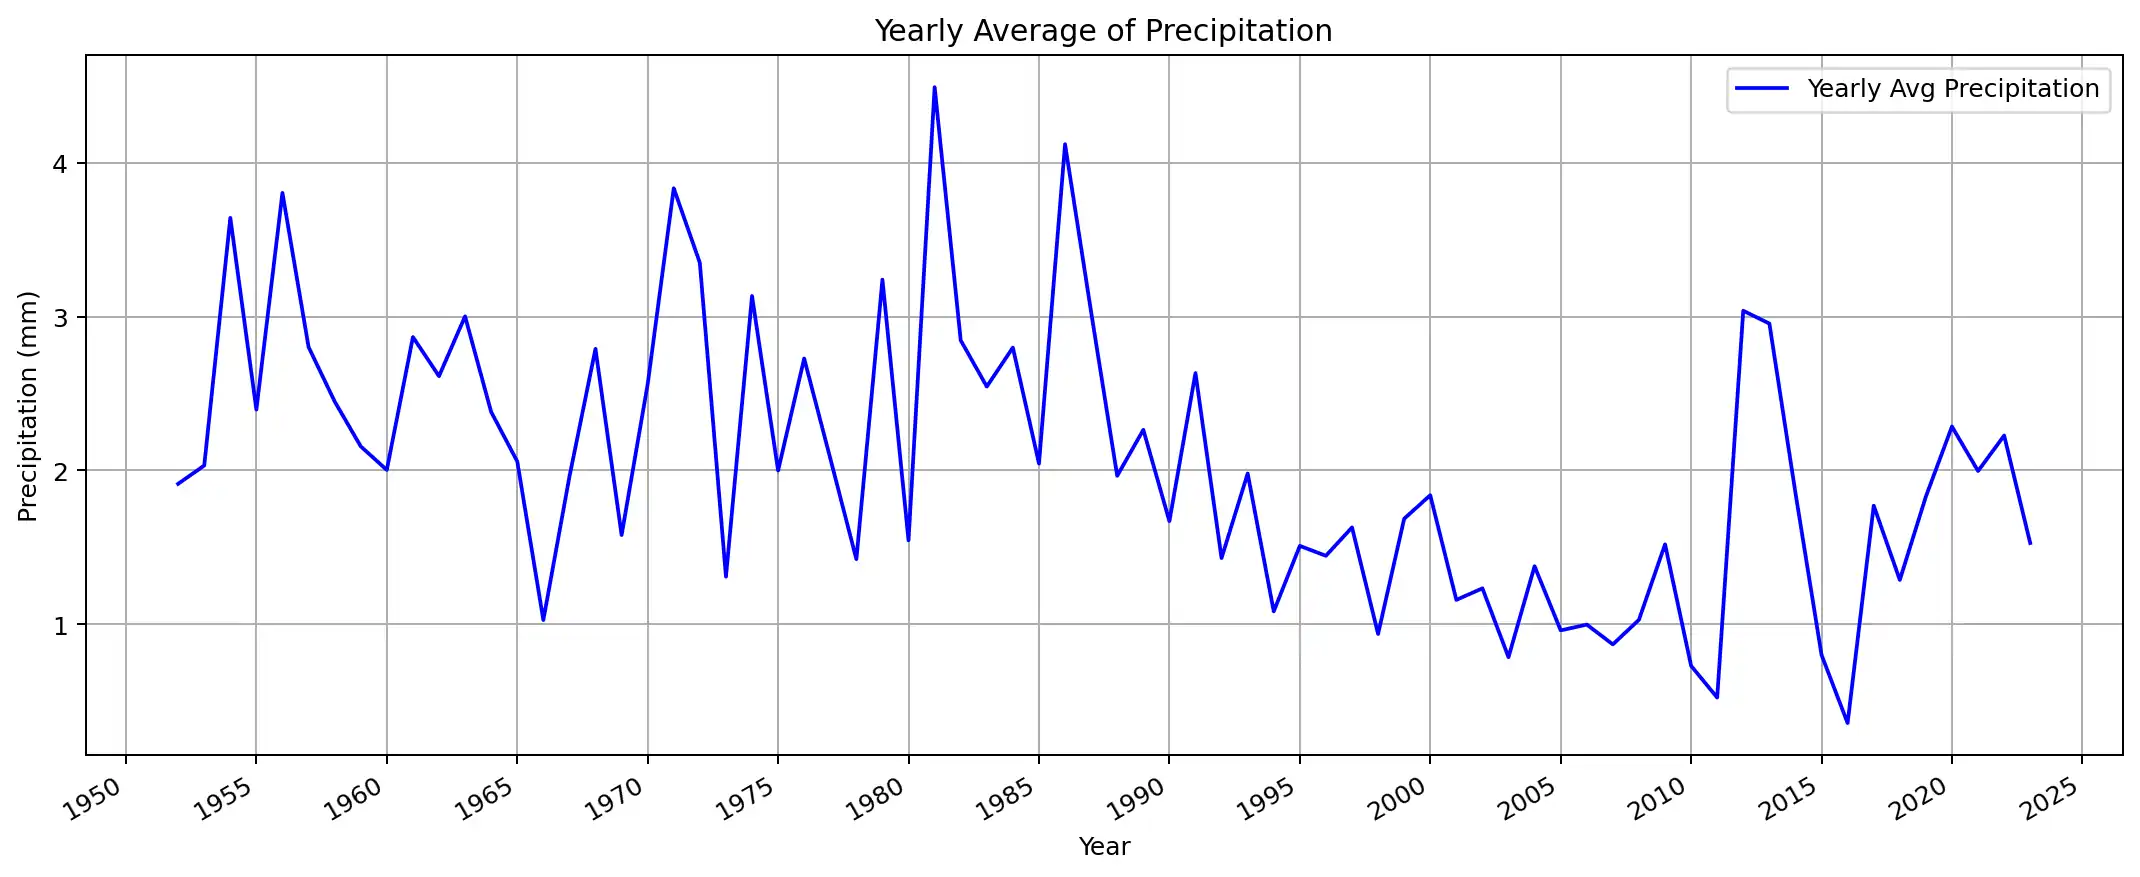 Yearly Average of Precipitation
Yearly Avg Precipitation
Precipitation (mm)
4
3
2
1
1950 1955 1960 1965 1970 1975 1980 1985 1990 1995 2000 2005 2010 2015 2020 2025
Year